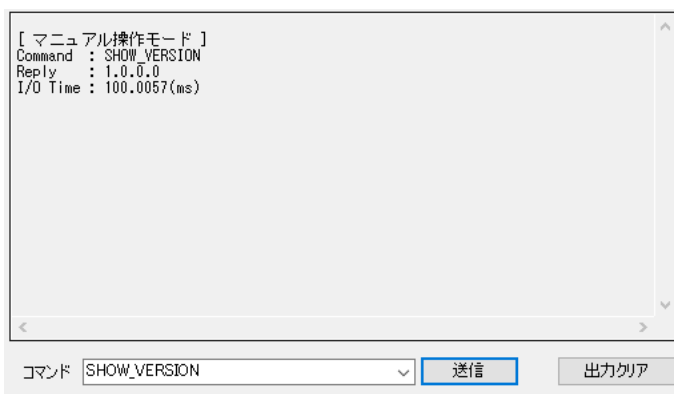 [ マニュアル操作モード ]
Command : SHOW_VERSION
Reply : 1.0.0.0
I/O Time : 100.0057(ms)
コマンド SHOW_VERSION 送信 出力クリア